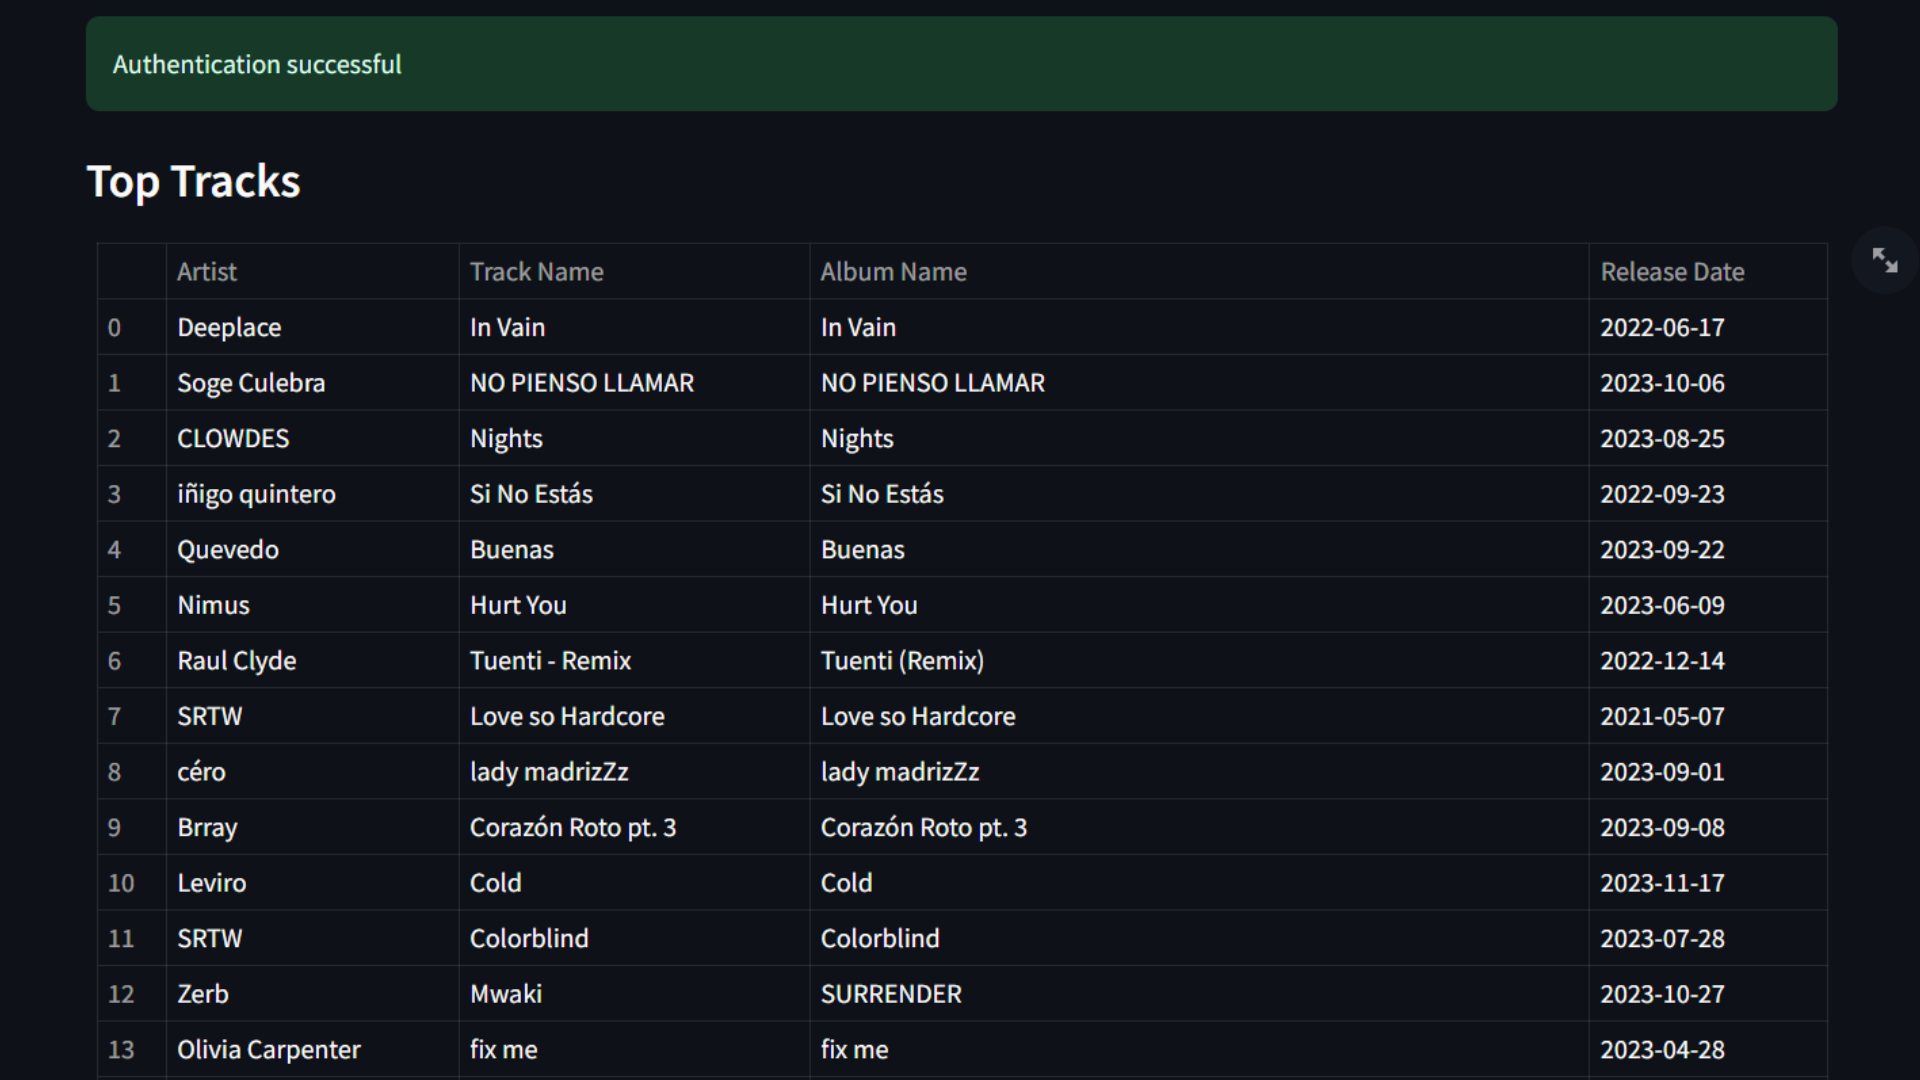 Authentication successful
Top Tracks
Artist Track Name Album Name Release Date
0 Deeplace In Vain In Vain 2022-06-17
1 Soge Culebra NO PIENSO LLAMAR NO PIENSO LLAMAR 2023-10-06
2 CLOWDES Nights Nights 2023-08-25
3 iñigo quintero Si No Estás Si No Estás 2022-09-23
4 Quevedo Buenas Buenas 2023-09-22
5 Nimus Hurt You Hurt You 2023-06-09
6 Raul Clyde Tuenti - Remix Tuenti (Remix) 2022-12-14
7 SRTW Love so Hardcore Love so Hardcore 2021-05-07
8 céro lady madrizZz lady madrizZz 2023-09-01
9 Brray Corazón Roto pt. 3 Corazón Roto pt. 3 2023-09-08
10 Leviro Cold Cold 2023-11-17
11 SRTW Colorblind Colorblind 2023-07-28
12 Zerb Mwaki SURRENDER 2023-10-27
13 Olivia Carpenter fix me fix me 2023-04-28